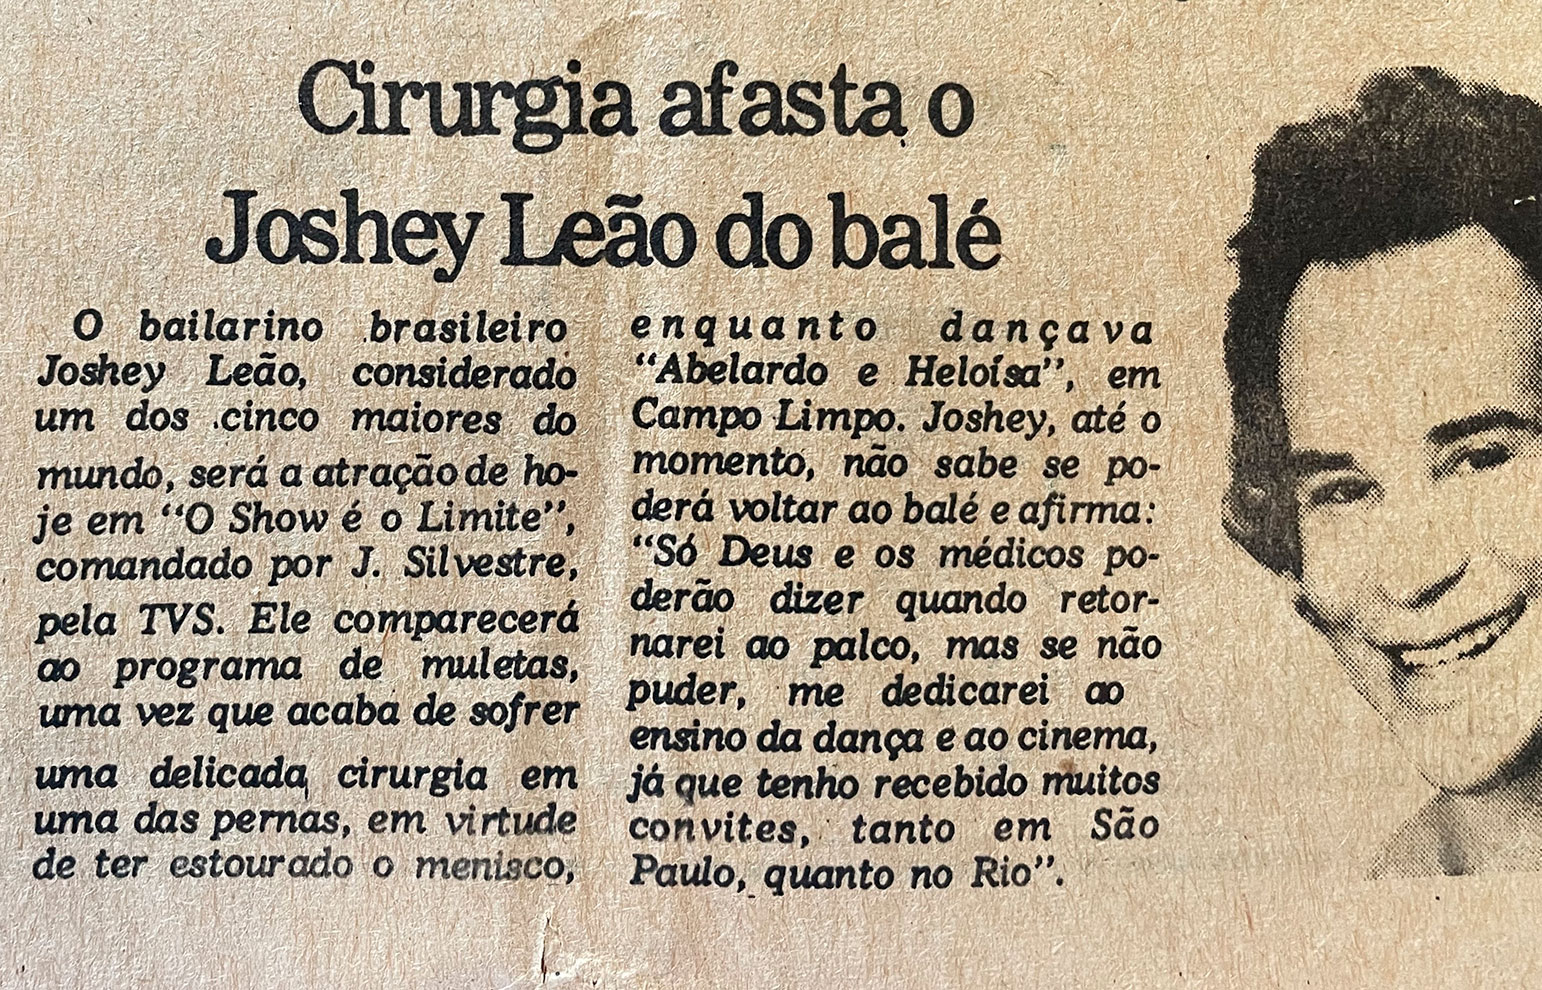 Cirurgia afasta o
Joshey Leão do balé
O bailarino brasileiro
Joshey Leão, considerado
um dos cinco maiores do
mundo, será a atração de ho-
je em “O Show é o Limite”,
comandado por J. Silvestre,
pela TVS. Ele comparecerá
ao programa de muletas,
uma vez que acaba de sofrer
uma delicada cirurgia em
uma das pernas, em virtude
de ter estourado o menisco,
enquanto dançava
“Abelardo e Heloísa”, em
Campo Limpo. Joshey, até o
momento, não sabe se po-
derá voltar ao balé e afirma:
“Só Deus e os médicos po-
derão dizer quando retor-
narei ao palco, mas se não
puder, me dedicarei ao
ensino da dança e ao cinema,
já que tenho recebido muitos
convites, tanto em São
Paulo, quanto no Rio”.